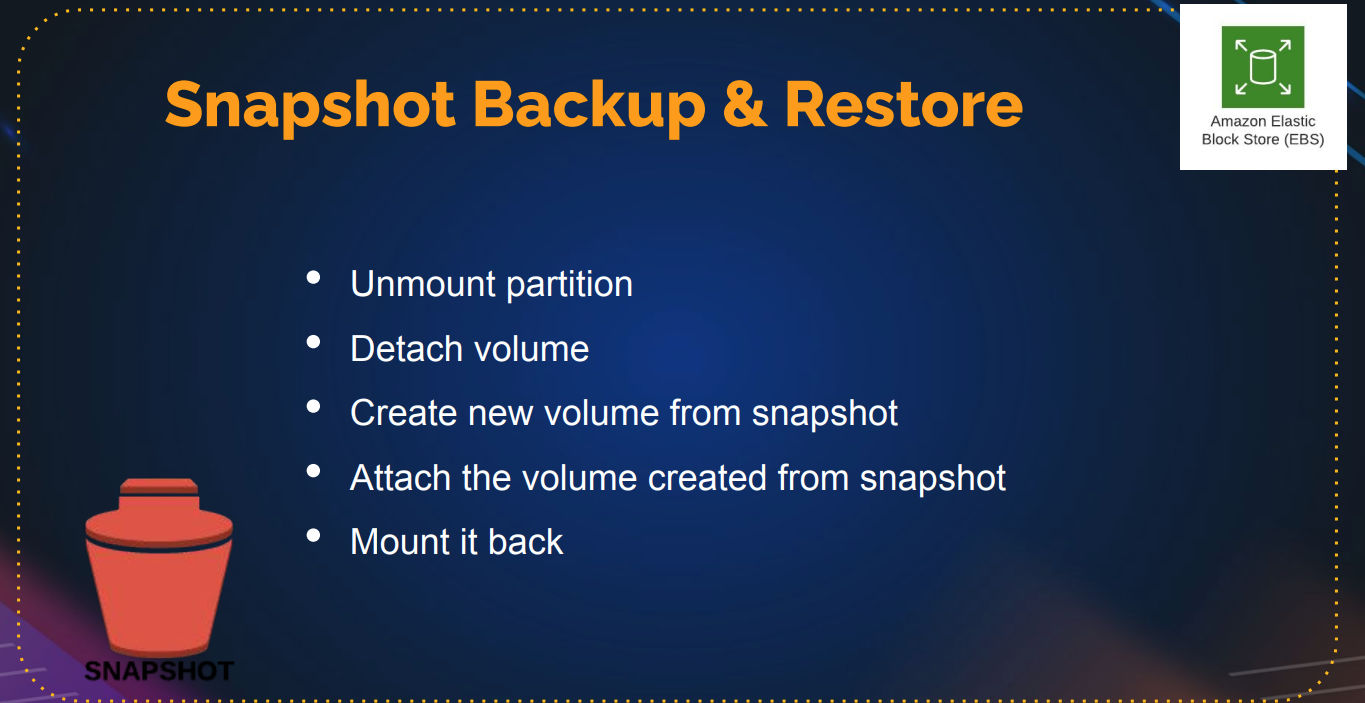 Snapshot Backup & Restore
Amazon Elastic
Block Store (EBS)
• Unmount partition
• Detach volume
• Create new volume from snapshot
• Attach the volume created from snapshot
• Mount it back
SNAPSHOT